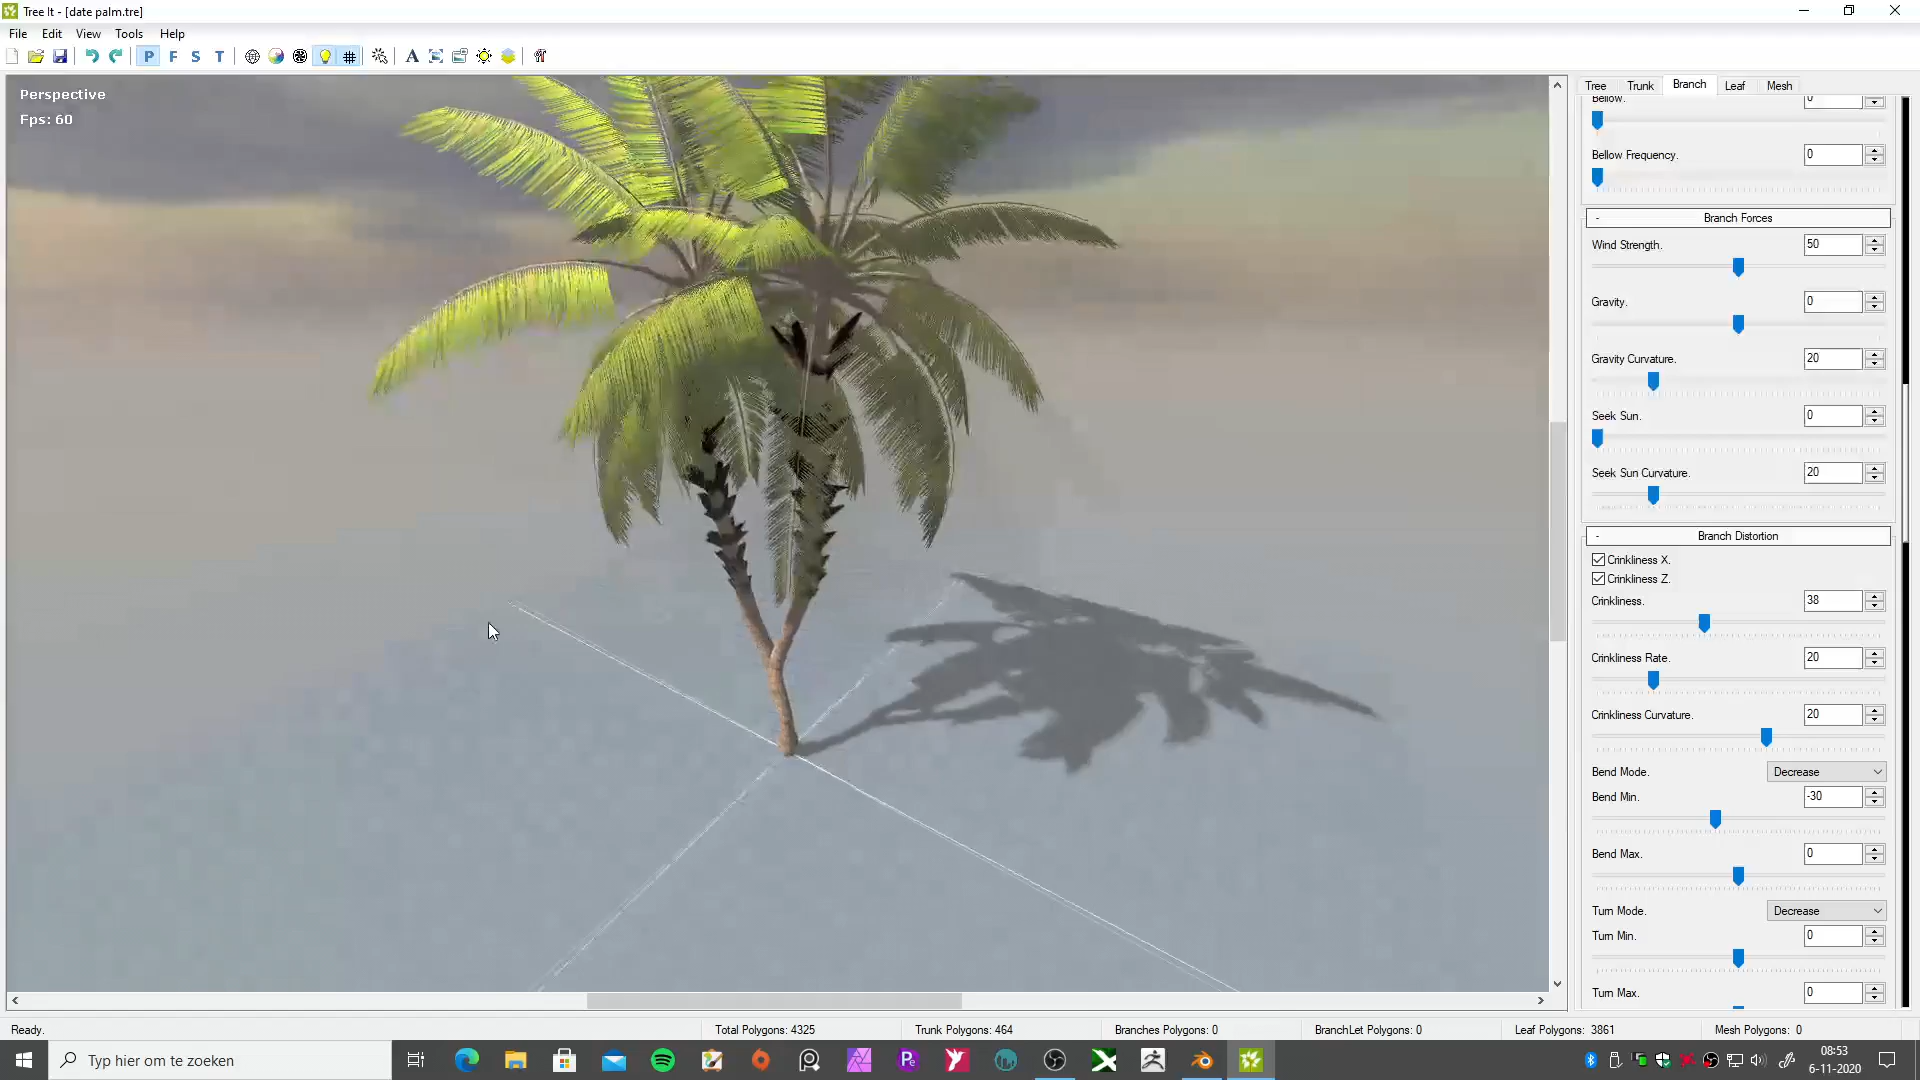 Tree It - [date palm.tre]
File Edit View Tools Help
P F S T A
Perspective
Fps: 60
Tree Trunk Branch Leaf Mesh
Bellow. 0
Bellow Frequency. 0
- Branch Forces
Wind Strength. 50
Gravity. 0
Gravity Curvature. 20
Seek Sun. 0
Seek Sun Curvature. 20
- Branch Distortion
Crinkliness X.
Crinkliness Z.
Crinkliness. 38
Crinkliness Rate. 20
Crinkliness Curvature. 20
Bend Mode. Decrease
Bend Min. -30
Bend Max. 0
Turn Mode. Decrease
Turn Min. 0
Turn Max. 0
Ready. Total Polygons: 4325 Trunk Polygons: 464 Branches Polygons: 0 BranchLet Polygons: 0 Leaf Polygons: 3861 Mesh Polygons: 0
Typ hier om te zoeken
08:53
6-11-2020